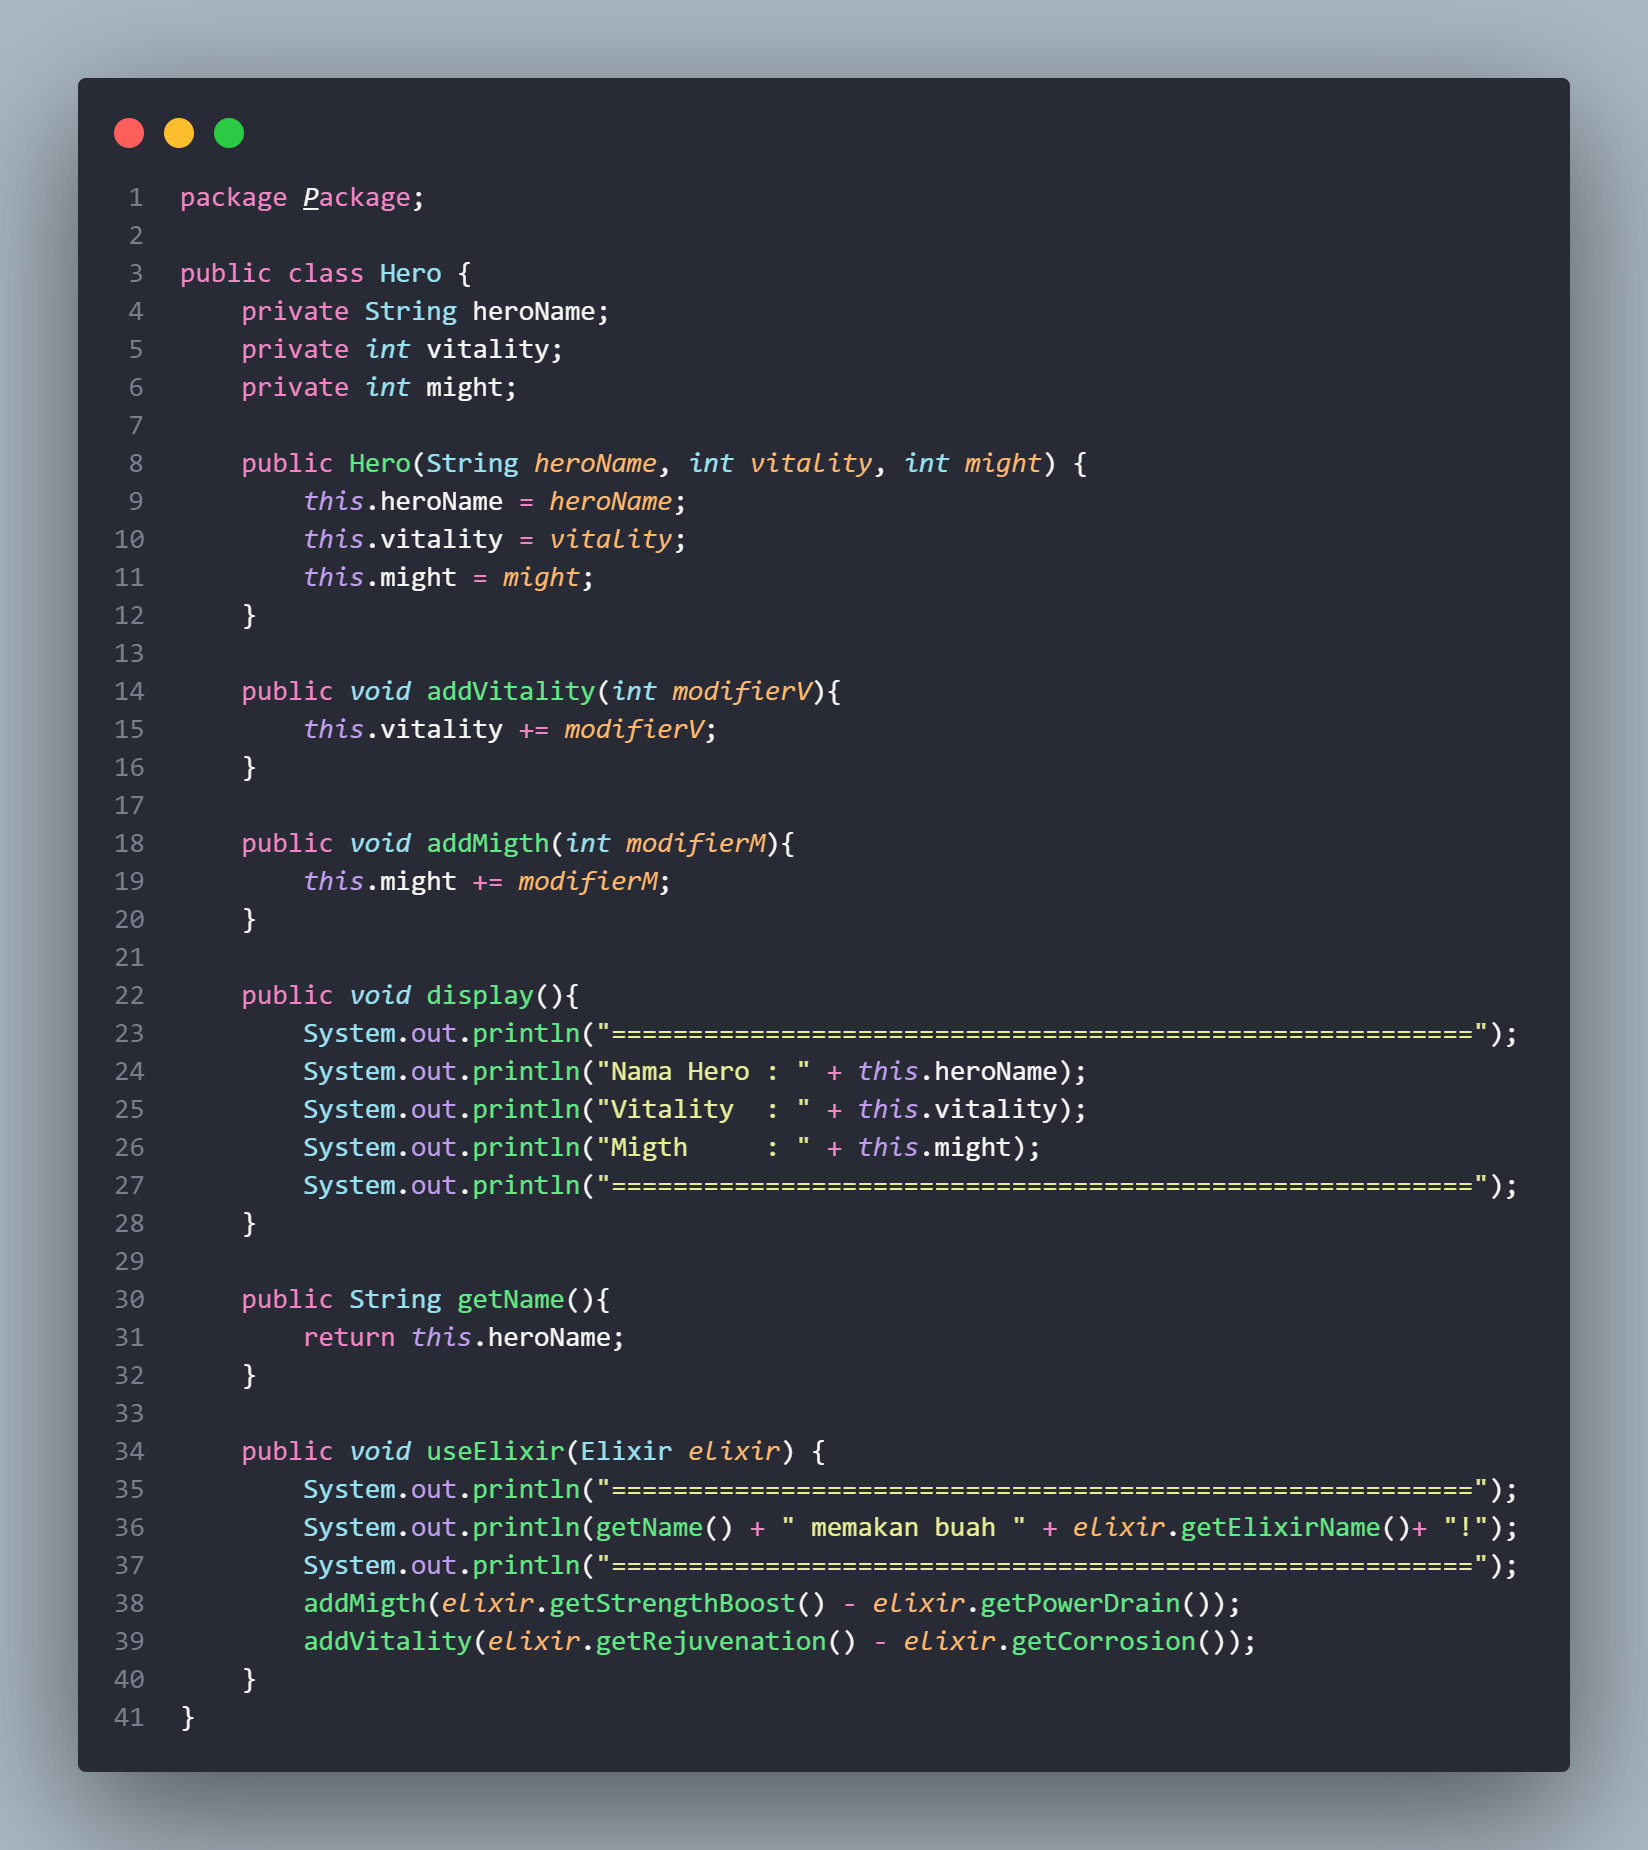 1 package Package;
2
3 public class Hero {
4     private String heroName;
5     private int vitality;
6     private int might;
7
8     public Hero(String heroName, int vitality, int might) {
9         this.heroName = heroName;
10         this.vitality = vitality;
11         this.might = might;
12     }
13
14     public void addVitality(int modifierV){
15         this.vitality += modifierV;
16     }
17
18     public void addMigth(int modifierM){
19         this.might += modifierM;
20     }
21
22     public void display(){
23         System.out.println("========================================================");
24         System.out.println("Nama Hero : " + this.heroName);
25         System.out.println("Vitality  : " + this.vitality);
26         System.out.println("Migth     : " + this.might);
27         System.out.println("========================================================");
28     }
29
30     public String getName(){
31         return this.heroName;
32     }
33
34     public void useElixir(Elixir elixir) {
35         System.out.println("========================================================");
36         System.out.println(getName() + " memakan buah " + elixir.getElixirName()+ "!");
37         System.out.println("========================================================");
38         addMigth(elixir.getStrengthBoost() - elixir.getPowerDrain());
39         addVitality(elixir.getRejuvenation() - elixir.getCorrosion());
40     }
41 }